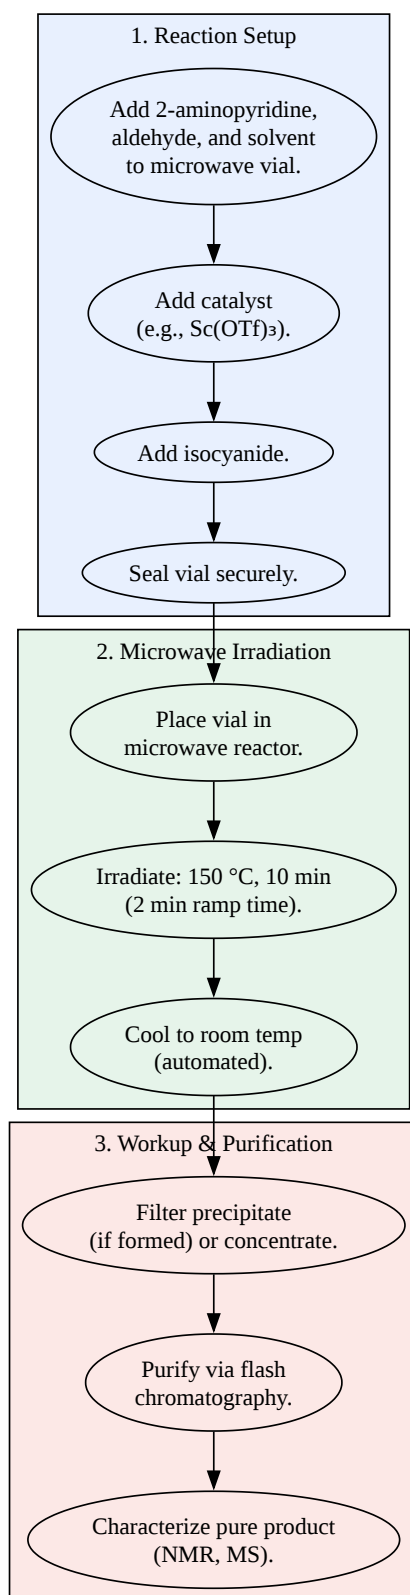 1. Reaction Setup
Add 2-aminopyridine,
aldehyde, and solvent
to microwave vial.
Add catalyst
(e.g., Sc(OTf)₃).
Add isocyanide.
Seal vial securely.
2. Microwave Irradiation
Place vial in
microwave reactor.
Irradiate: 150 °C, 10 min
(2 min ramp time).
Cool to room temp
(automated).
3. Workup & Purification
Filter precipitate
(if formed) or concentrate.
Purify via flash
chromatography.
Characterize pure product
(NMR, MS).